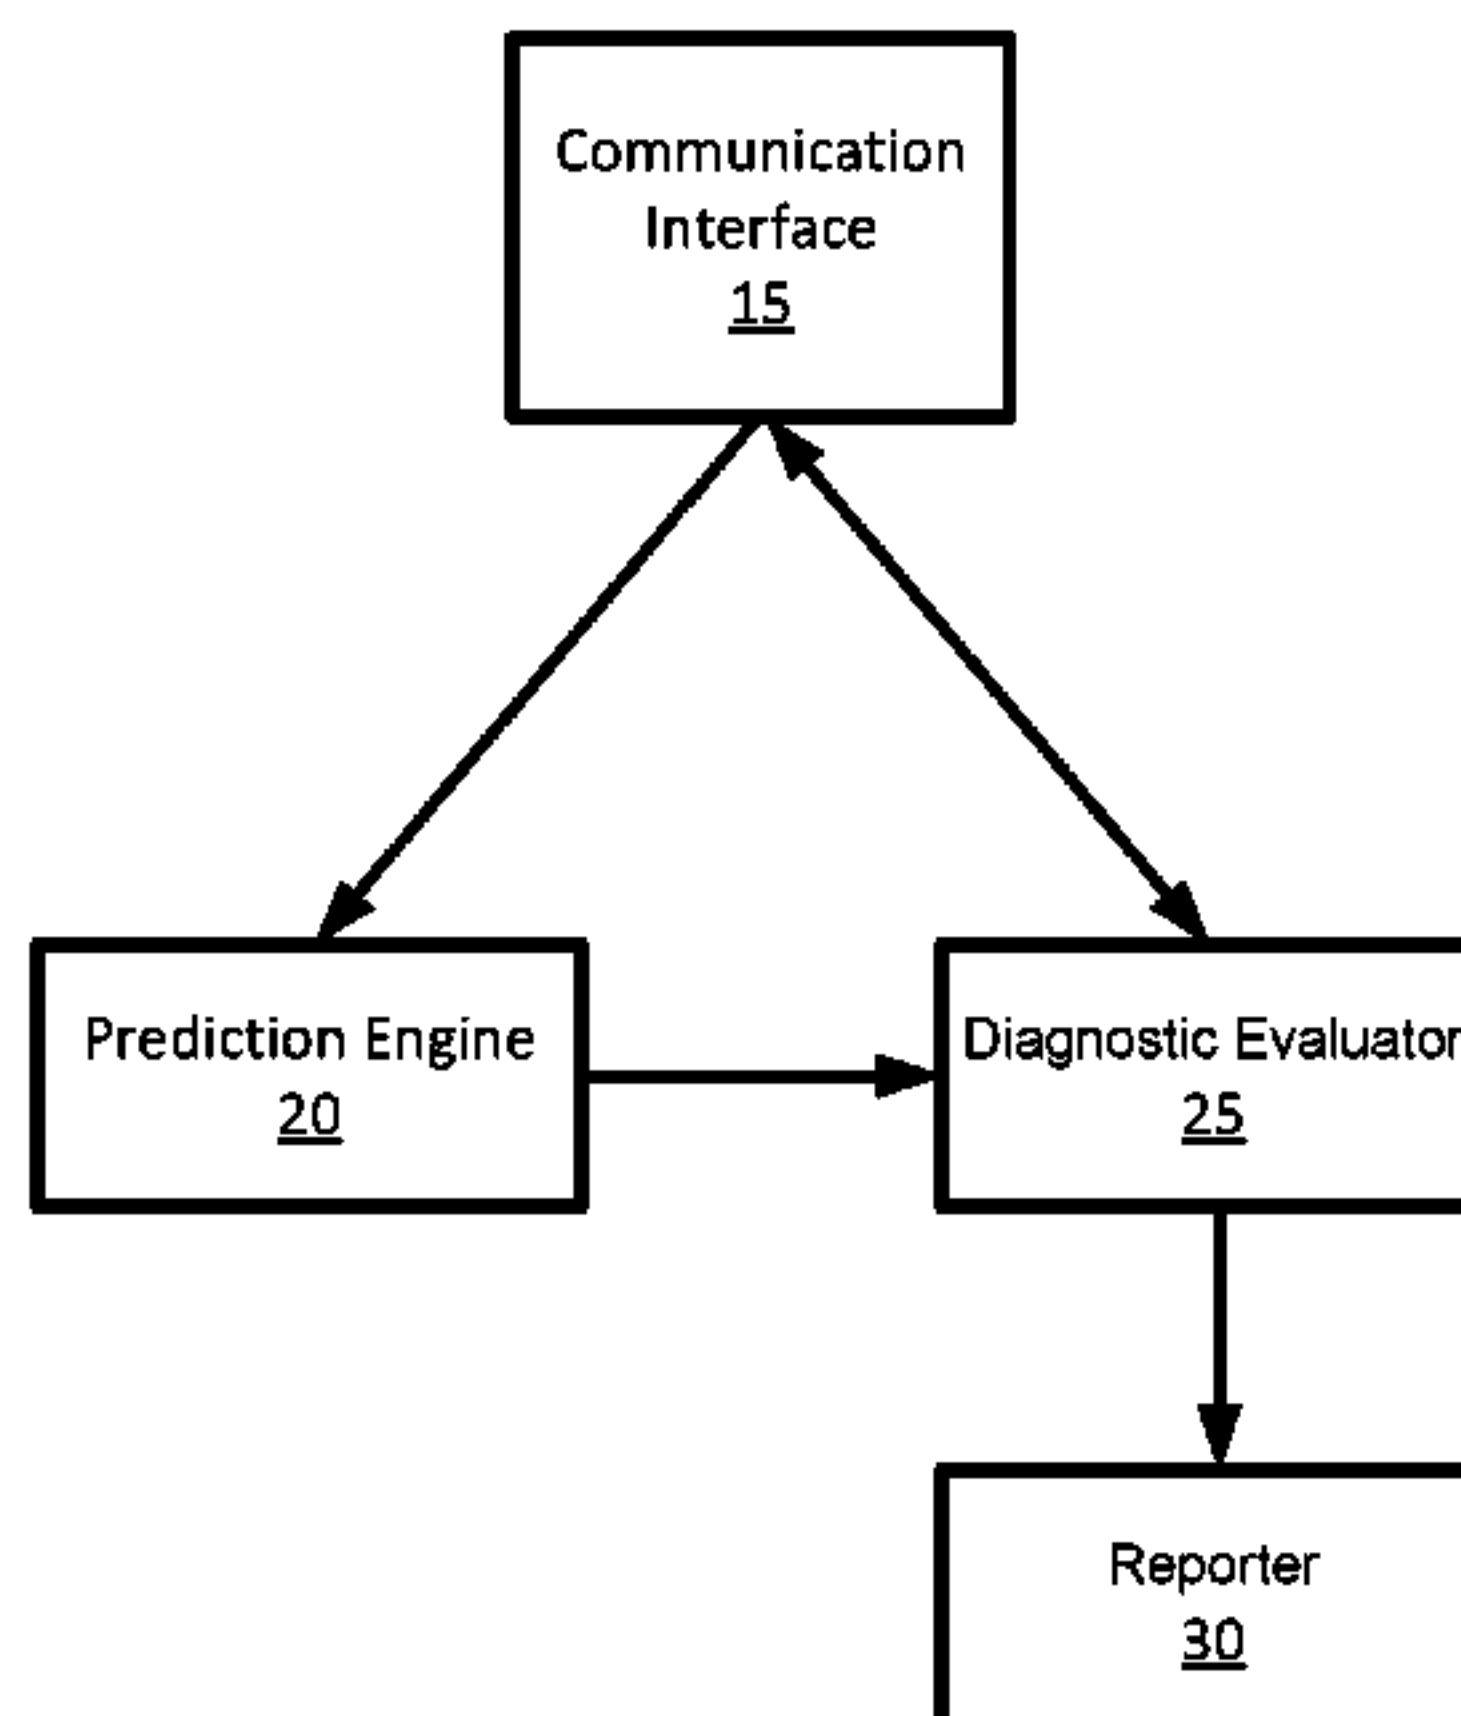 Communication
Interface
15
Prediction Engine
20
Diagnostic Evaluator
25
Reporter
30